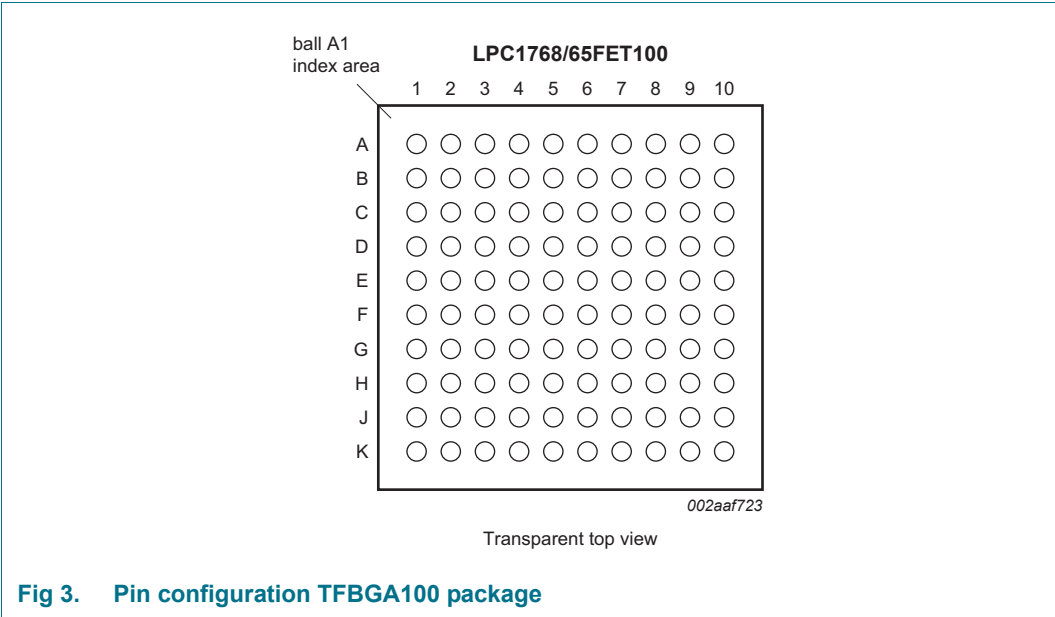 ball A1
index area
LPC1768/65FET100
1 2 3 4 5 6 7 8 9 10
A
B
C
D
E
F
G
H
J
K
002aaf723
Transparent top view
Fig 3. Pin configuration TFBGA100 package